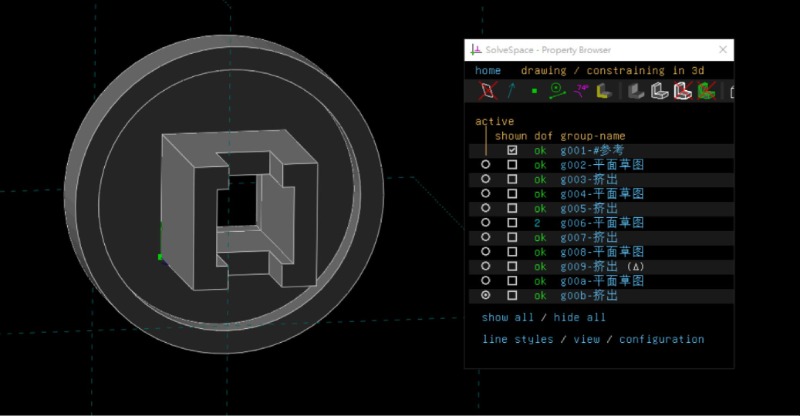 SolveSpace - Property Browser
home drawing / constraining in 3d
active
shown dof group-name
ok g001-#参考
ok g002-平面草图
ok g003-挤出
ok g004-平面草图
ok g005-挤出
2 g006-平面草图
ok g007-挤出
ok g008-平面草图
ok g009-挤出 (Δ)
ok g00a-平面草图
ok g00b-挤出
show all / hide all
line styles / view / configuration